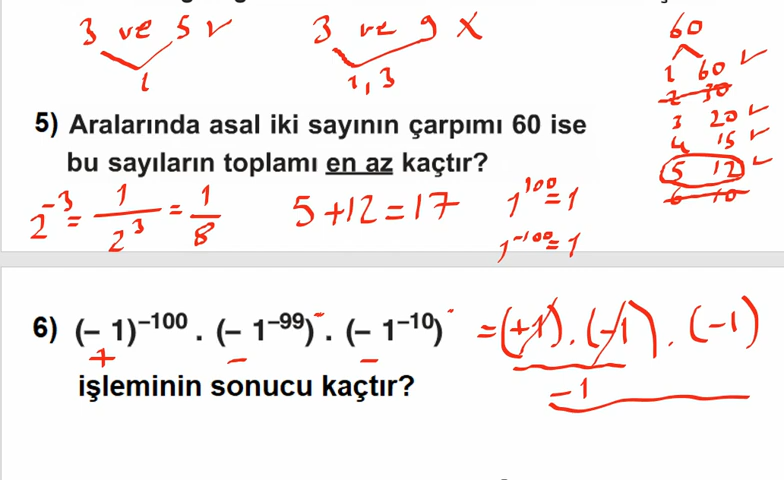 3 ve 5 ✓
1
3 ve 9 X
1, 3
60
1 60 ✓
2 30
3 20 ✓
4 15 ✓
5 12 ✓
6 10
5) Aralarında asal iki sayının çarpımı 60 ise
bu sayıların toplamı en az kaçtır?
2⁻³ = 1/2³ = 1/8
5+12=17
1¹⁰⁰=1
1⁻¹⁰⁰=1
6) (– 1)⁻¹⁰⁰ . (– 1⁻⁹⁹) . (– 1⁻¹⁰) = (+1) . (-1) . (-1)
+ – –
-1
işleminin sonucu kaçtır?